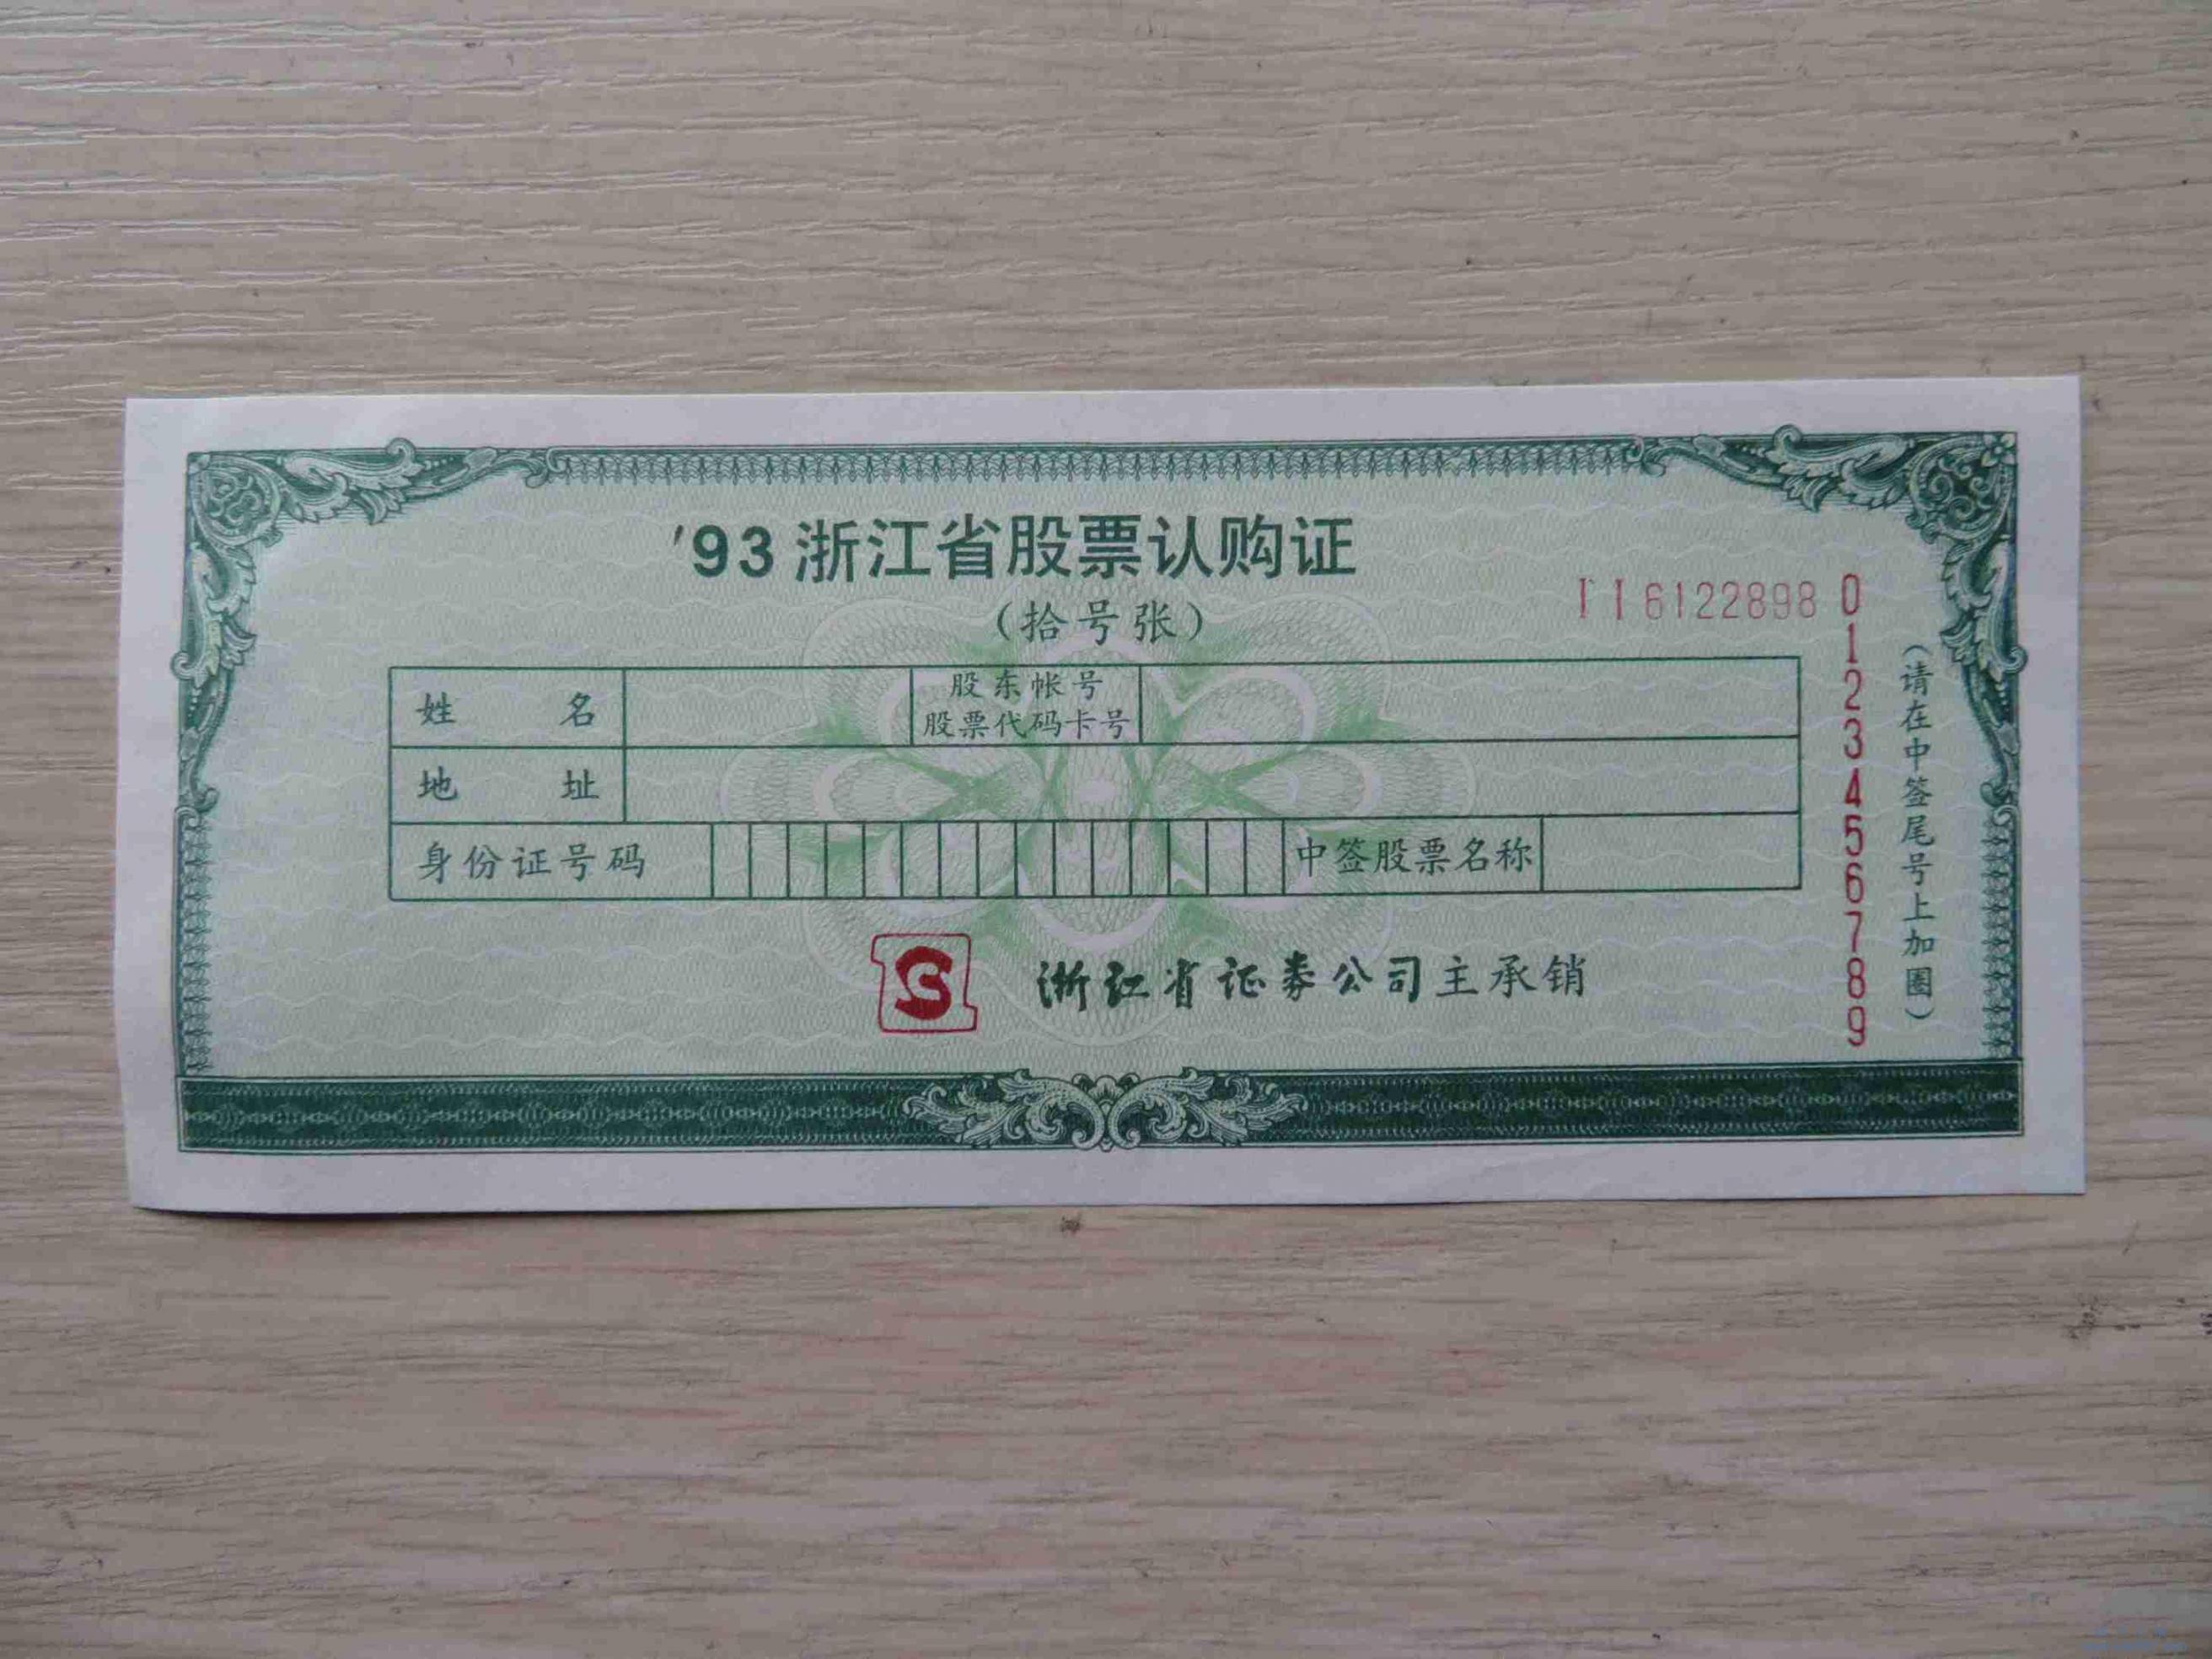 '93浙江省股票认购证
（拾号张）
II6122898 0
1
2
3
4
5
6
7
8
9
（请在中签尾号上加圈）
姓名
股东帐号
股票代码卡号
地址
身份证号码
中签股票名称
浙江省证券公司主承销